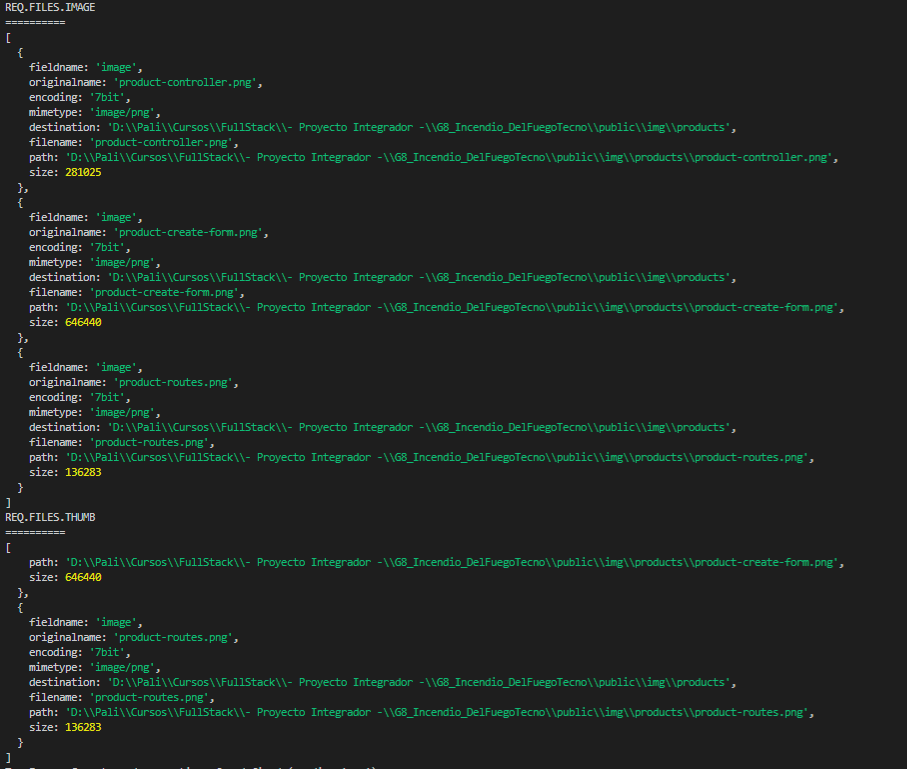 REQ.FILES.IMAGE
==========
[
{
fieldname: 'image',
originalname: 'product-controller.png',
encoding: '7bit',
mimetype: 'image/png',
destination: 'D:\\Pali\\Cursos\\FullStack\\- Proyecto Integrador -\\G8_Incendio_DelFuegoTecno\\public\\img\\products',
filename: 'product-controller.png',
path: 'D:\\Pali\\Cursos\\FullStack\\- Proyecto Integrador -\\G8_Incendio_DelFuegoTecno\\public\\img\\products\\product-controller.png',
size: 281025
},
{
fieldname: 'image',
originalname: 'product-create-form.png',
encoding: '7bit',
mimetype: 'image/png',
destination: 'D:\\Pali\\Cursos\\FullStack\\- Proyecto Integrador -\\G8_Incendio_DelFuegoTecno\\public\\img\\products',
filename: 'product-create-form.png',
path: 'D:\\Pali\\Cursos\\FullStack\\- Proyecto Integrador -\\G8_Incendio_DelFuegoTecno\\public\\img\\products\\product-create-form.png',
size: 646440
},
{
fieldname: 'image',
originalname: 'product-routes.png',
encoding: '7bit',
mimetype: 'image/png',
destination: 'D:\\Pali\\Cursos\\FullStack\\- Proyecto Integrador -\\G8_Incendio_DelFuegoTecno\\public\\img\\products',
filename: 'product-routes.png',
path: 'D:\\Pali\\Cursos\\FullStack\\- Proyecto Integrador -\\G8_Incendio_DelFuegoTecno\\public\\img\\products\\product-routes.png',
size: 136283
}
]
REQ.FILES.THUMB
==========
[
path: 'D:\\Pali\\Cursos\\FullStack\\- Proyecto Integrador -\\G8_Incendio_DelFuegoTecno\\public\\img\\products\\product-create-form.png',
size: 646440
},
{
fieldname: 'image',
originalname: 'product-routes.png',
encoding: '7bit',
mimetype: 'image/png',
destination: 'D:\\Pali\\Cursos\\FullStack\\- Proyecto Integrador -\\G8_Incendio_DelFuegoTecno\\public\\img\\products',
filename: 'product-routes.png',
path: 'D:\\Pali\\Cursos\\FullStack\\- Proyecto Integrador -\\G8_Incendio_DelFuegoTecno\\public\\img\\products\\product-routes.png',
size: 136283
}
]